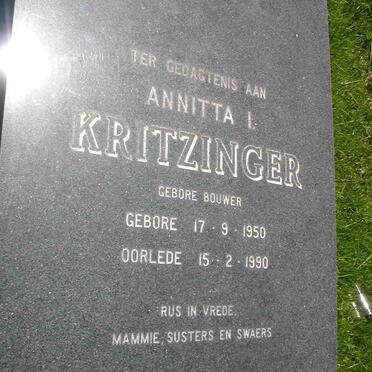 TER GEDAGTENIS AAN
ANNITTA I.
KRITZINGER
GEBORE BOUWER
GEBORE 17 · 9 · 1950
OORLEDE 15 · 2 · 1990
RUS IN VREDE.
MAMMIE, SUSTERS EN SWAERS